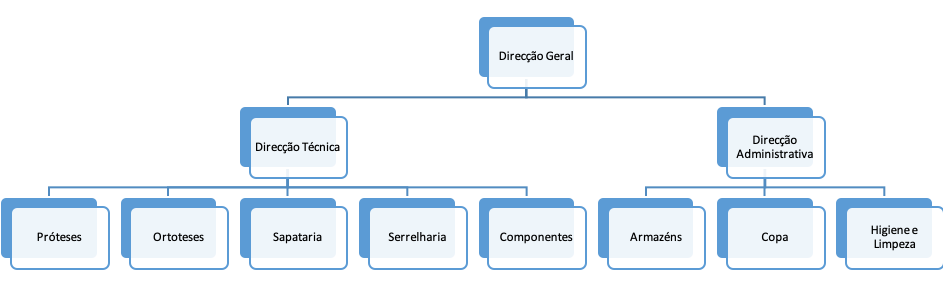 Direcção Geral
Direcção Técnica
Direcção
Administrativa
Próteses
Ortoteses
Sapataria
Serrelharia
Componentes
Armazéns
Copa
Higiene e
Limpeza